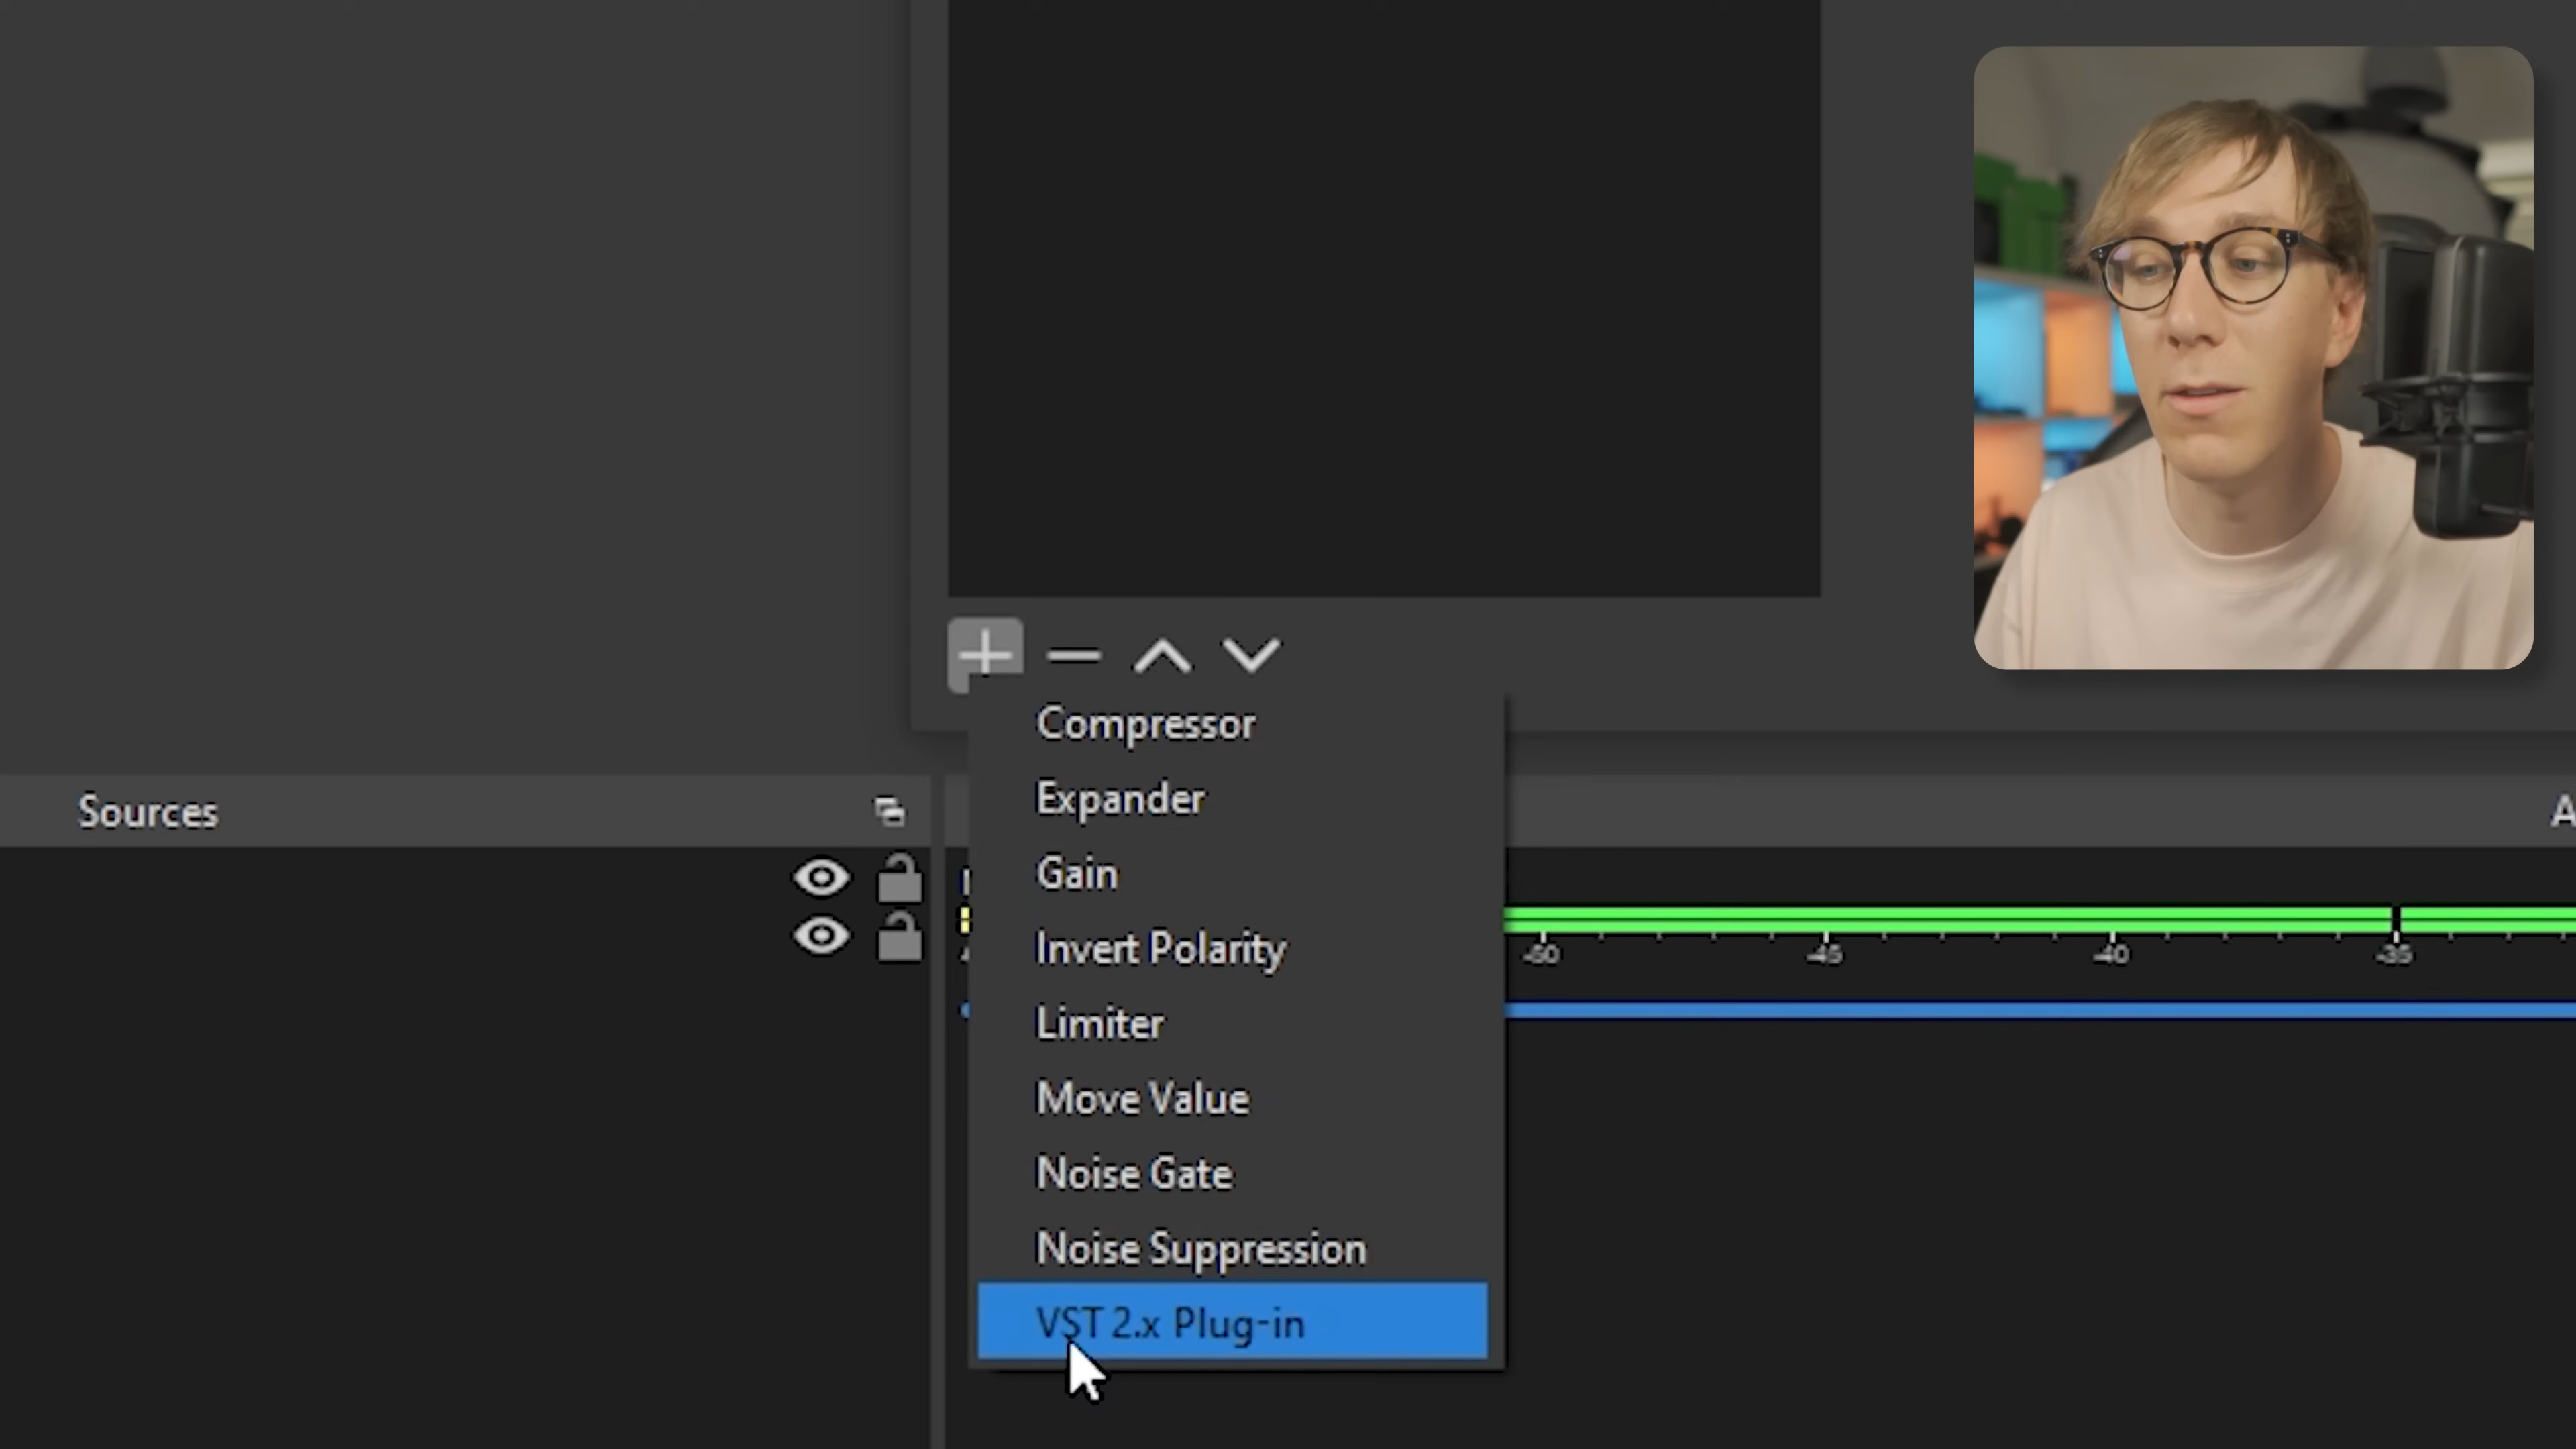 Compressor
Expander
Gain
Invert Polarity
Limiter
Move Value
Noise Gate
Noise Suppression
VST 2.x Plug-in
Sources
A
-50 -45 -40 -35